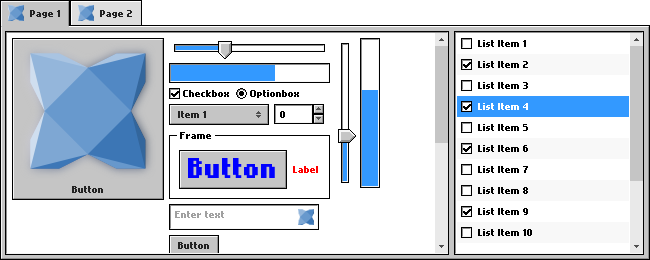 Page 1
Page 2
Button
Checkbox
Optionbox
Item 1
0
Frame
Button
Label
Enter text
Button
List Item 1
List Item 2
List Item 3
List Item 4
List Item 5
List Item 6
List Item 7
List Item 8
List Item 9
List Item 10